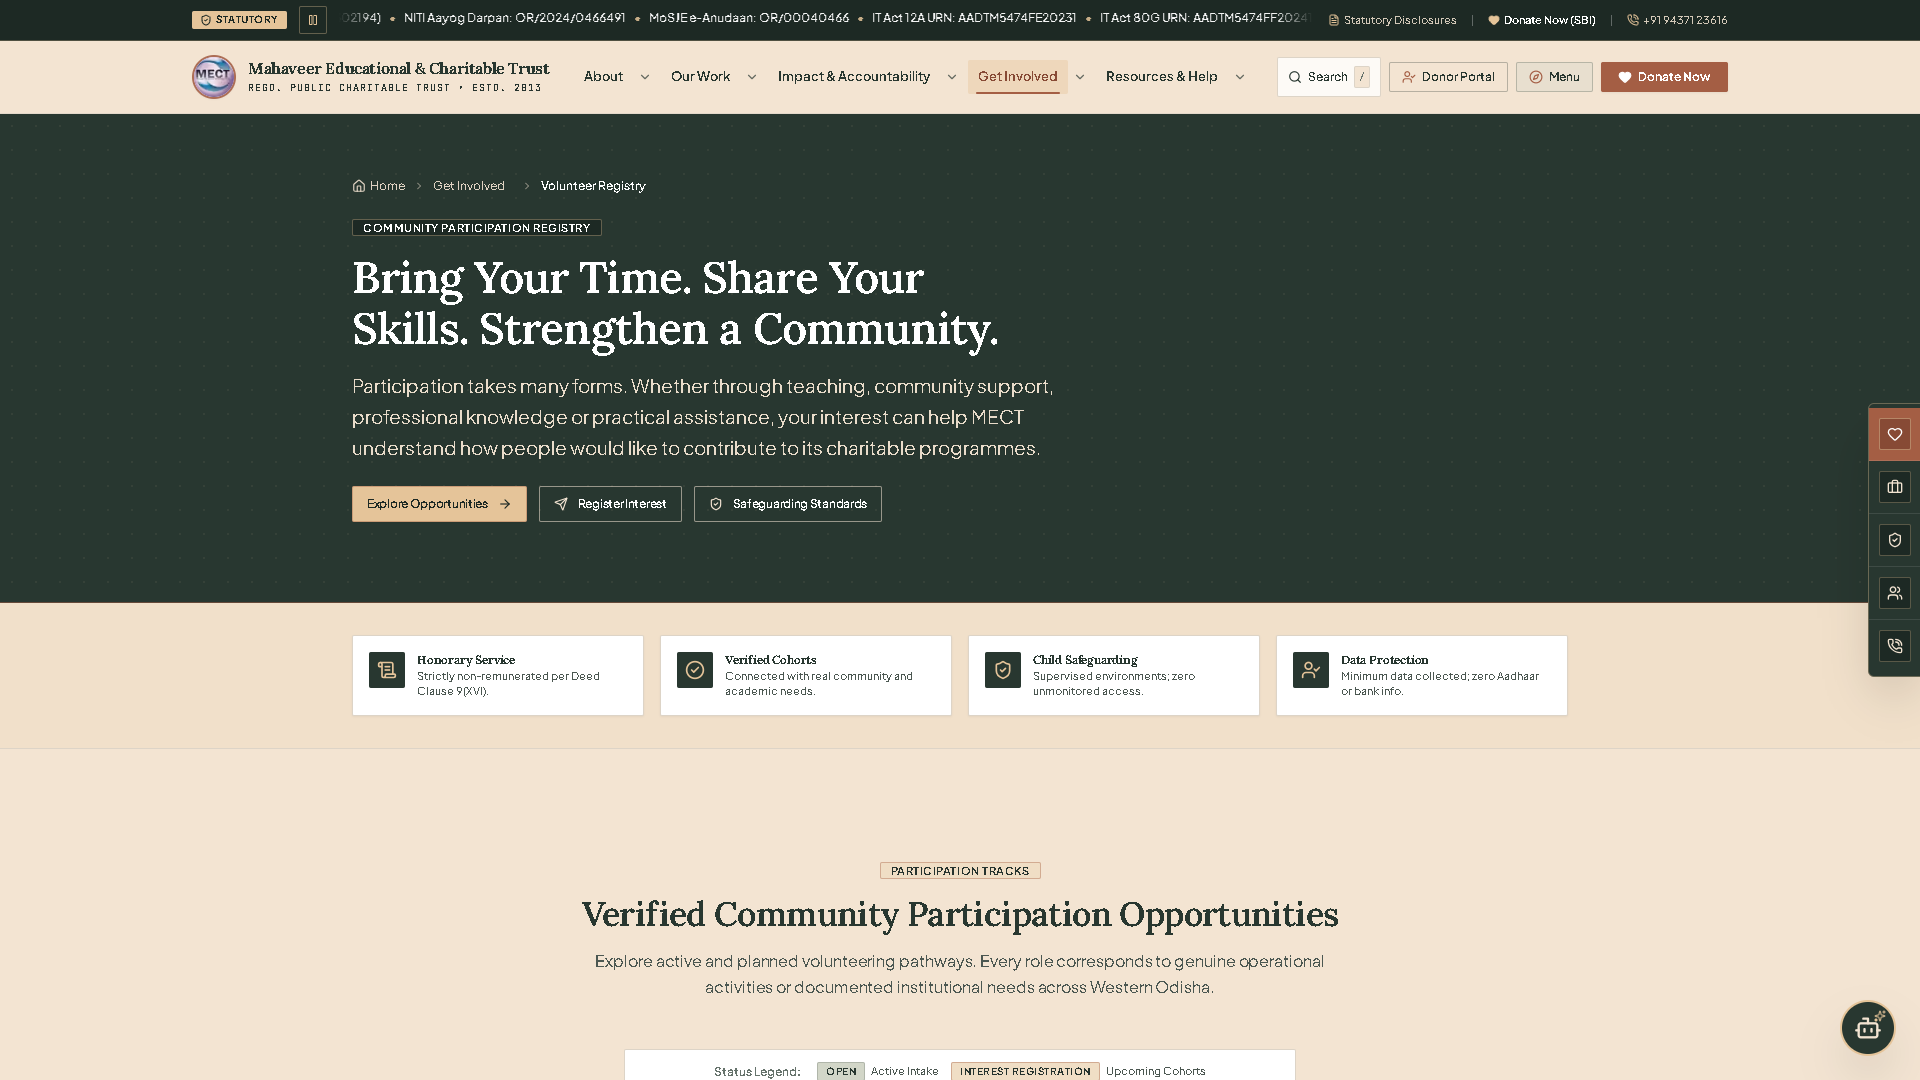 STATUTORY
02194) • NITI Aayog Darpan: OR/2024/0466491 • MoSJE e-Anudaan: OR/00040466 • IT Act 12A URN: AADTM5474FE20231 • IT Act 80G URN: AADTM5474FF2024
Statutory Disclosures
Donate Now (SBI)
+91 94371 23616
MECT
Mahaveer Educational & Charitable Trust
REGD. PUBLIC CHARITABLE TRUST • ESTD. 2013
About
Our Work
Impact & Accountability
Get Involved
Resources & Help
Search /
Donor Portal
Menu
Donate Now
Home > Get Involved > Volunteer Registry
COMMUNITY PARTICIPATION REGISTRY
Bring Your Time. Share Your
Skills. Strengthen a Community.
Participation takes many forms. Whether through teaching, community support,
professional knowledge or practical assistance, your interest can help MECT
understand how people would like to contribute to its charitable programmes.
Explore Opportunities
Register Interest
Safeguarding Standards
Honorary Service
Strictly non-remunerated per Deed
Clause 9(XVI).
Verified Cohorts
Connected with real community and
academic needs.
Child Safeguarding
Supervised environments; zero
unmonitored access.
Data Protection
Minimum data collected; zero Aadhaar
or bank info.
PARTICIPATION TRACKS
Verified Community Participation Opportunities
Explore active and planned volunteering pathways. Every role corresponds to genuine operational
activities or documented institutional needs across Western Odisha.
Status Legend: OPEN Active Intake INTEREST REGISTRATION Upcoming Cohorts